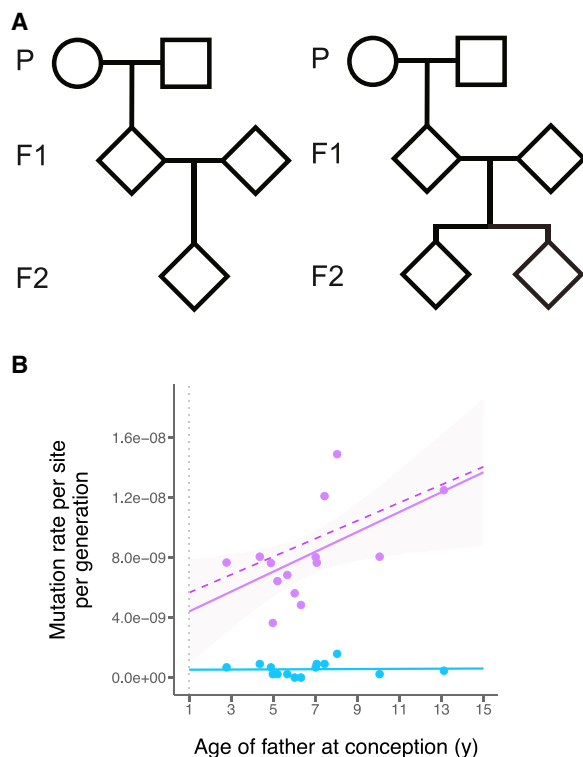 A
P
P
F1
F1
F2
F2
B
Mutation rate per site
per generation
1.6e−08
1.2e−08
8.0e−09
4.0e−09
0.0e+00
1 3 5 7 9 11 13 15
Age of father at conception (y)